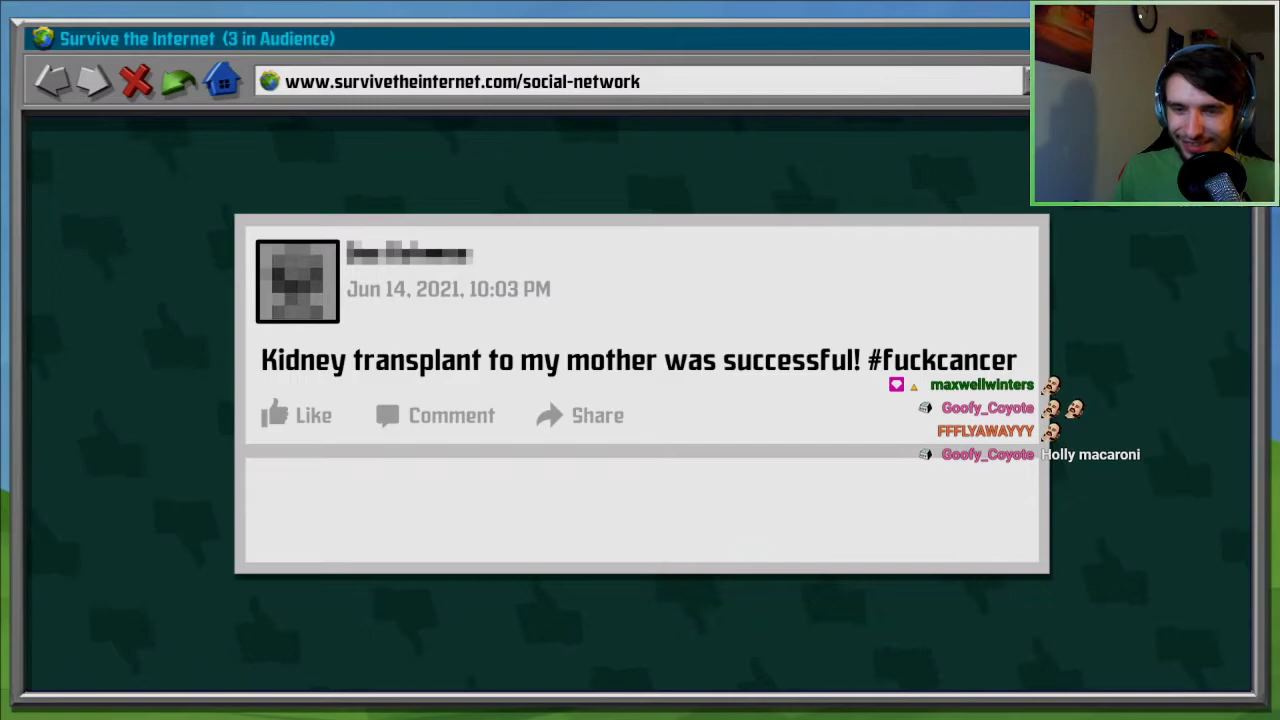 Survive the Internet (3 in Audience)
www.survivetheinternet.com/social-network
Jun 14, 2021, 10:03 PM
Kidney transplant to my mother was successful! #fuckcancer
Like
Comment
Share
maxwellwinters
Goofy_Coyote
FFFLYAWAYYY
Goofy_Coyote Holly macaroni